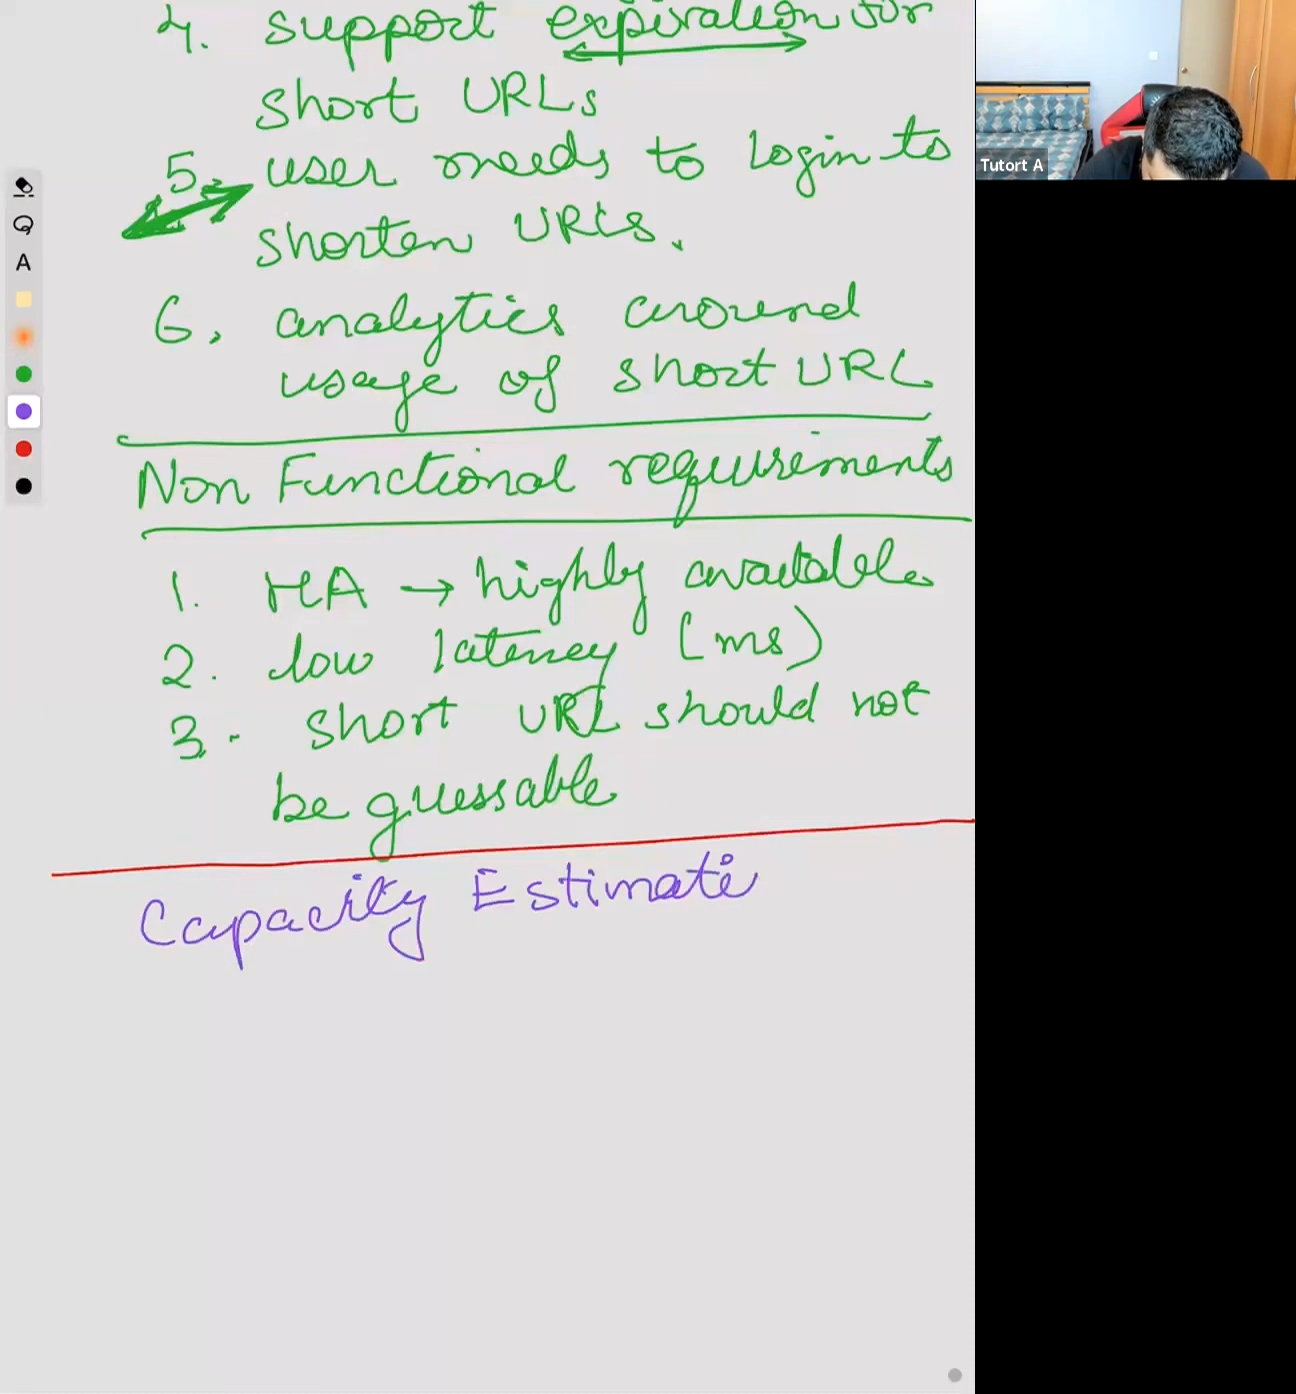 4. support expiration for
short URLs
5. user needs to login to
shorten URLs.
6. analytics around
usage of short URL
Non Functional requirements
1. HA → highly available
2. low latency (ms)
3. short URL should not
be guessable
Capacity Estimate
A
Tutort A